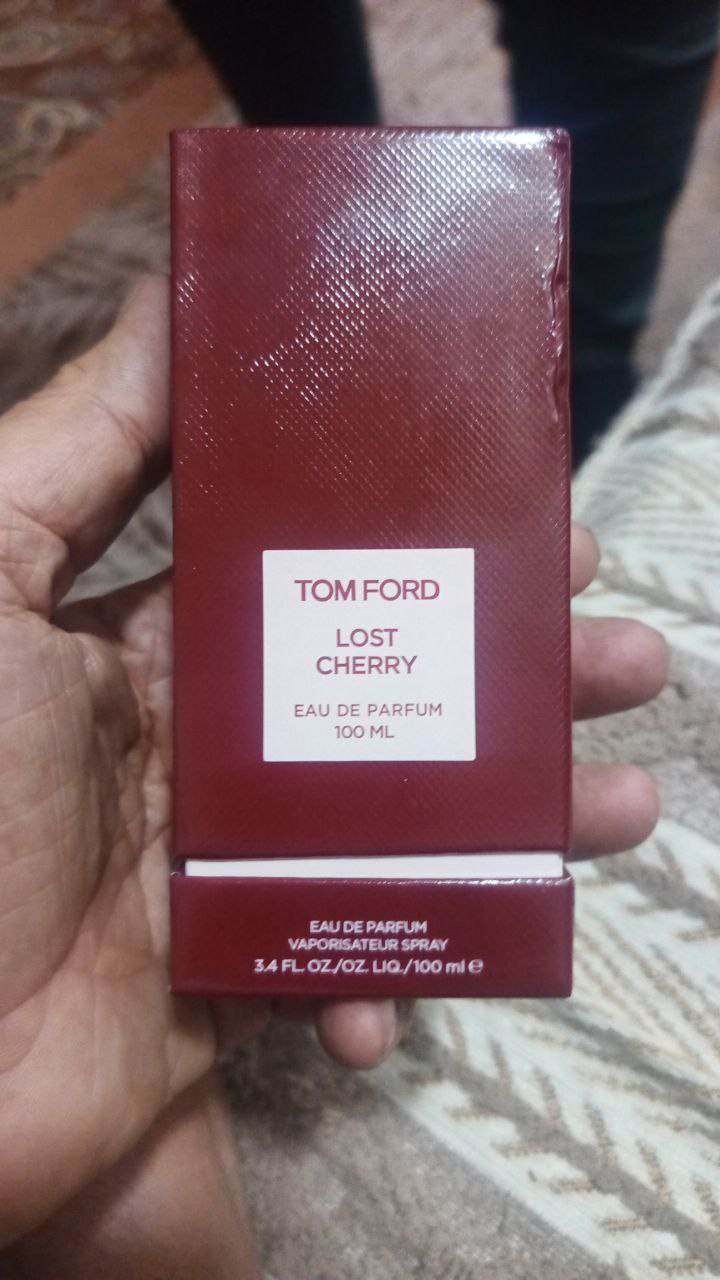 TOM FORD
LOST
CHERRY
EAU DE PARFUM
100 ML
EAU DE PARFUM
VAPORISATEUR SPRAY
3.4 FL. OZ./OZ. LIQ./100 ml ℮